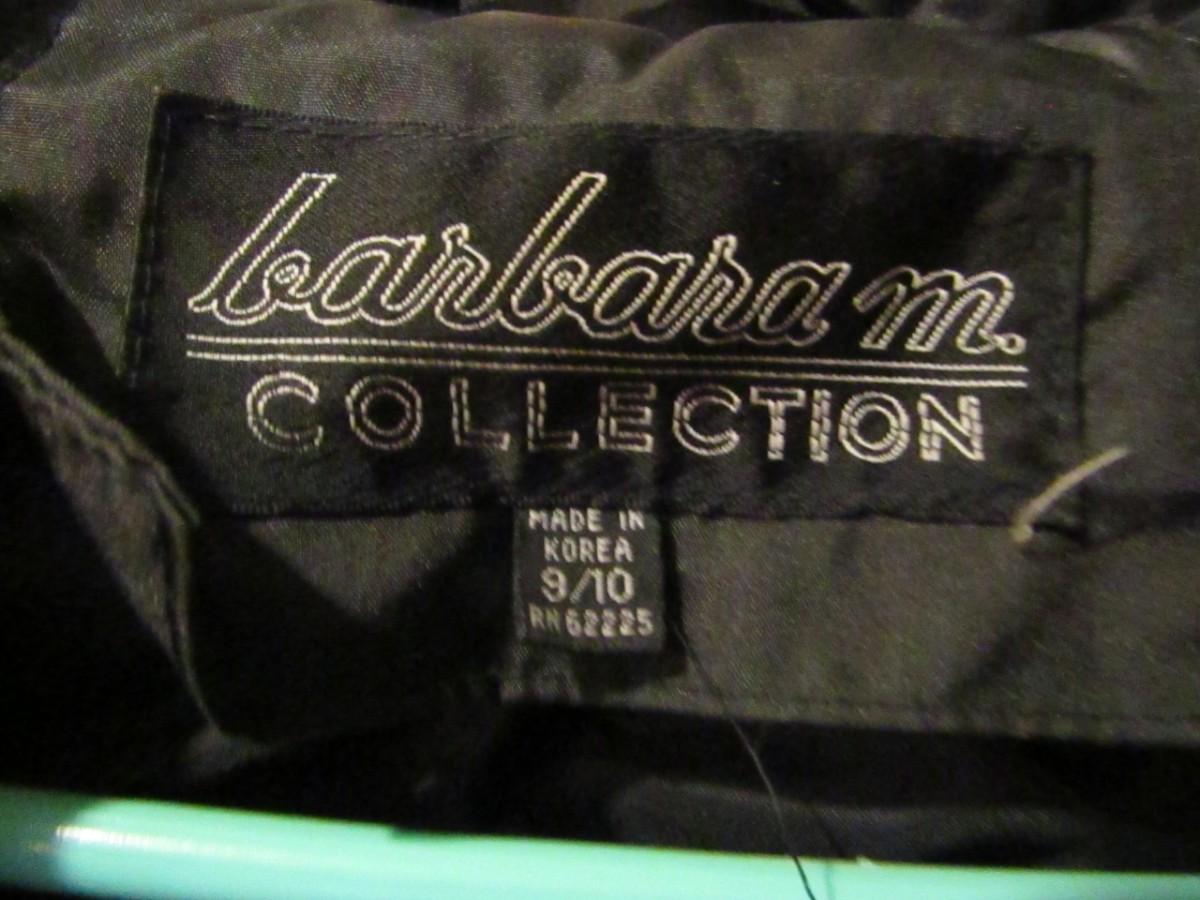 barbara m.
COLLECTION
MADE IN
KOREA
9/10
RN 62225